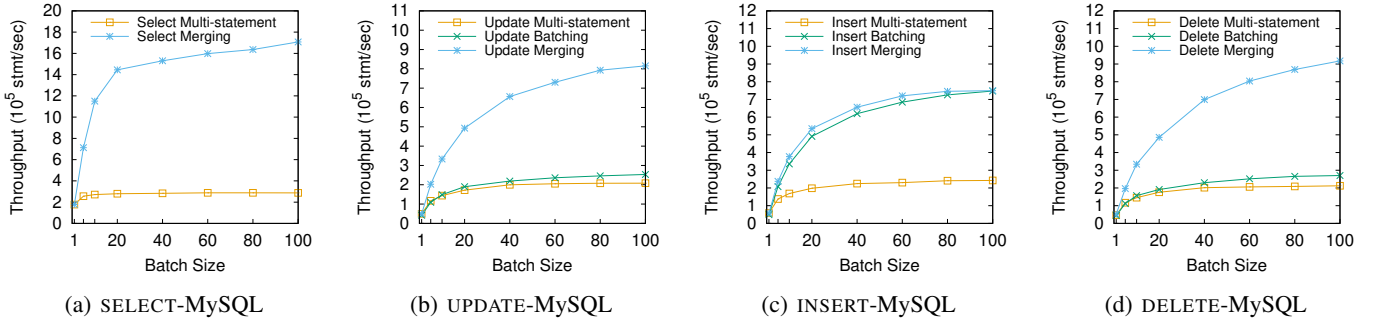 Throughput (10^5 stmt/sec)
20
18
16
14
12
10
8
6
4
2
0
Select Multi-statement
Select Merging
1 20 40 60 80 100
Batch Size
(a) SELECT-MySQL
Throughput (10^5 stmt/sec)
11
10
9
8
7
6
5
4
3
2
1
0
Update Multi-statement
Update Batching
Update Merging
1 20 40 60 80 100
Batch Size
(b) UPDATE-MySQL
Throughput (10^5 stmt/sec)
12
11
10
9
8
7
6
5
4
3
2
1
0
Insert Multi-statement
Insert Batching
Insert Merging
1 20 40 60 80 100
Batch Size
(c) INSERT-MySQL
Throughput (10^5 stmt/sec)
12
11
10
9
8
7
6
5
4
3
2
1
0
Delete Multi-statement
Delete Batching
Delete Merging
1 20 40 60 80 100
Batch Size
(d) DELETE-MySQL